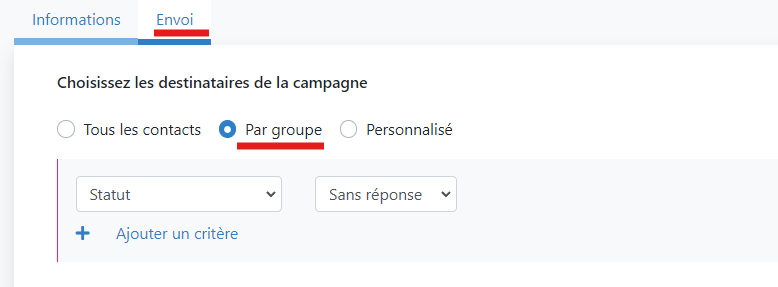 Informations Envoi
Choisissez les destinataires de la campagne
Tous les contacts Par groupe Personnalisé
Statut Sans réponse
+ Ajouter un critère